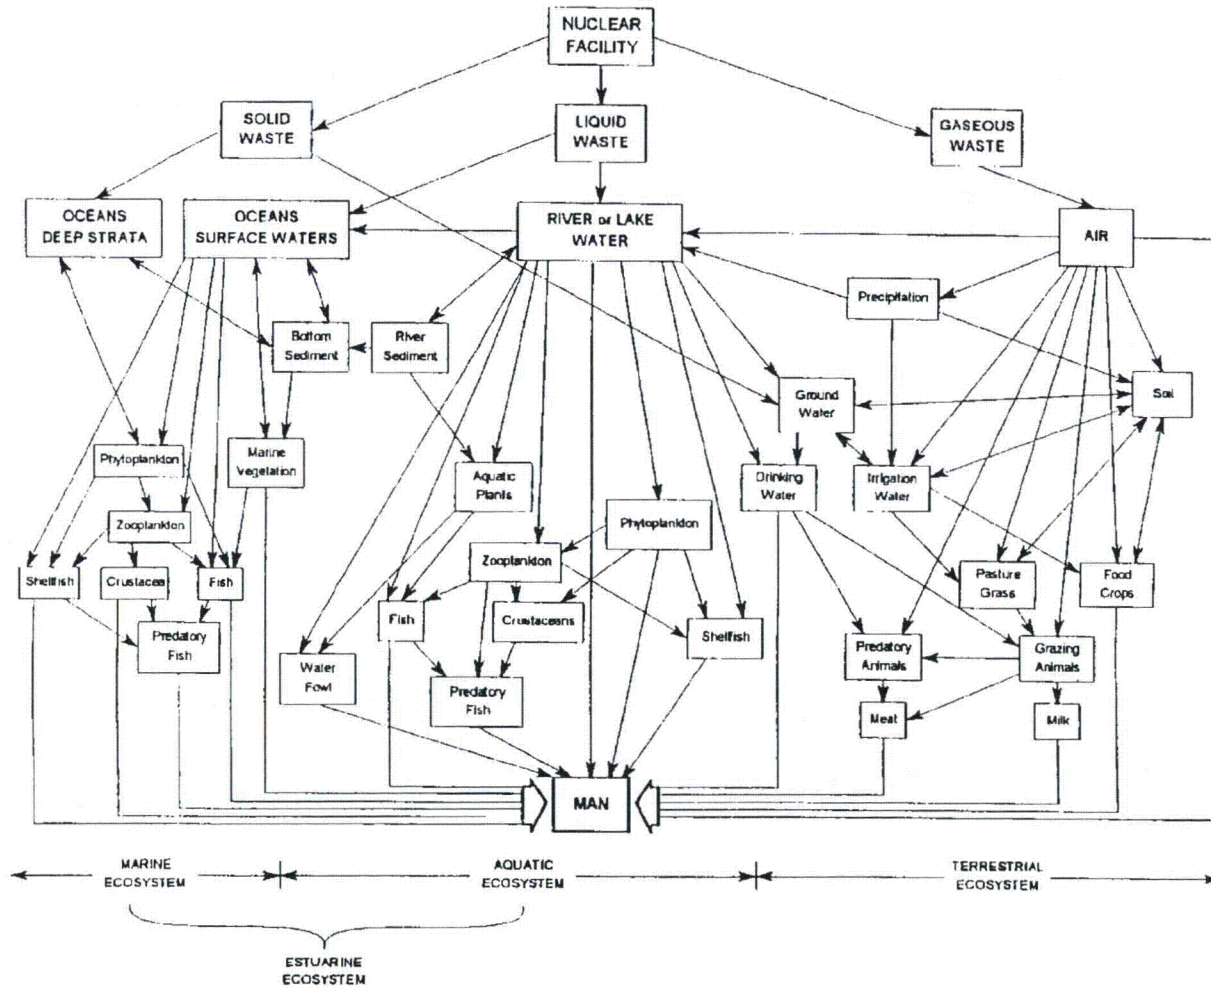 NUCLEAR
FACILITY
SOLID
WASTE
LIQUID
WASTE
GASEOUS
WASTE
OCEANS
DEEP STRATA
OCEANS
SURFACE WATERS
RIVER or LAKE
WATER
AIR
Precipitation
Bottom
Sediment
River
Sediment
Ground
Water
Soil
Phytoplankton
Marine
Vegetation
Aquatic
Plants
Drinking
Water
Irrigation
Water
Zooplankton
Phytoplankton
Zooplankton
Shellfish
Crustacea
Fish
Pasture
Grass
Food
Crops
Fish
Crustaceans
Shellfish
Predatory
Fish
Water
Fowl
Predatory
Animals
Grazing
Animals
Predatory
Fish
Meat
Milk
MAN
MARINE
ECOSYSTEM
AQUATIC
ECOSYSTEM
TERRESTRIAL
ECOSYSTEM
ESTUARINE
ECOSYSTEM